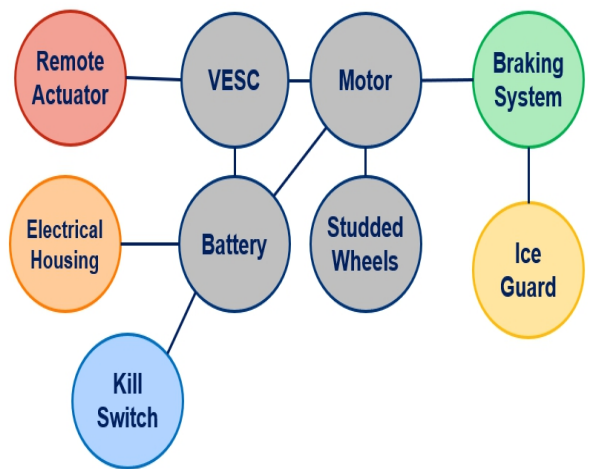 Remote
Actuator
VESC
Motor
Braking
System
Electrical
Housing
Battery
Studded
Wheels
Ice
Guard
Kill
Switch